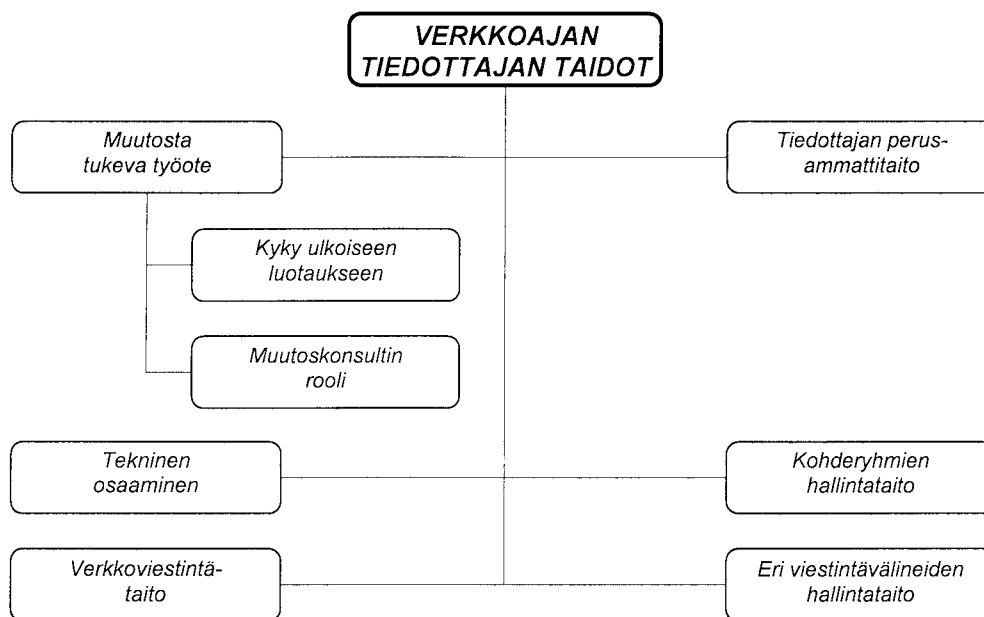 VERKKOAJAN
TIEDOTTAJAN TAIDOT
Muutosta
tukeva työote
Tiedottajan perus-
ammattitaito
Kyky ulkoiseen
luotaukseen
Muutoskonsultin
rooli
Tekninen
osaaminen
Kohderyhmien
hallintataito
Verkkoviestintä-
taito
Eri viestintävälineiden
hallintataito